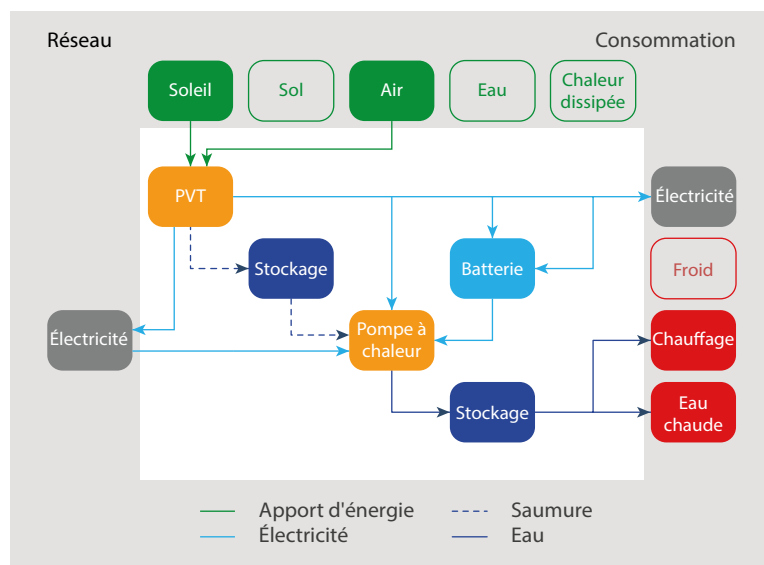 Réseau
Consommation
Soleil
Sol
Air
Eau
Chaleur
dissipée
PVT
Électricité
Stockage
Batterie
Froid
Électricité
Pompe à
chaleur
Chauffage
Stockage
Eau
chaude
Apport d'énergie
Saumure
Électricité
Eau